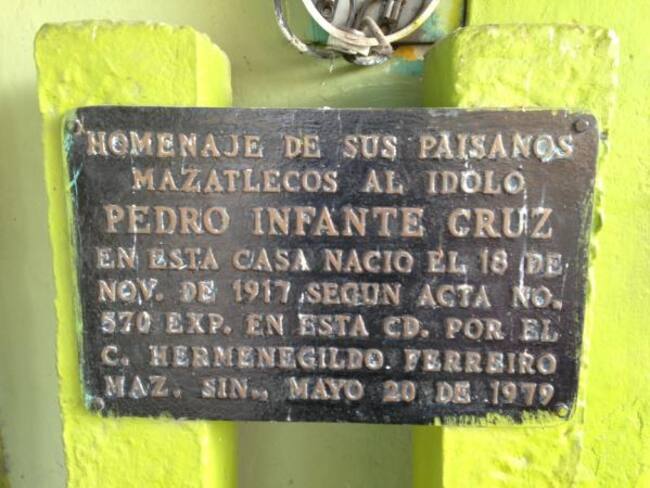 HOMENAJE DE SUS PAISANOS
MAZATLECOS AL IDOLO
PEDRO INFANTE CRUZ
EN ESTA CASA NACIO EL 18 DE
NOV. DE 1917 SEGUN ACTA NO.
570 EXP. EN ESTA CD. POR EL
C. HERMENEGILDO FERREIRO
MAZ. SIN., MAYO 20 DE 1979